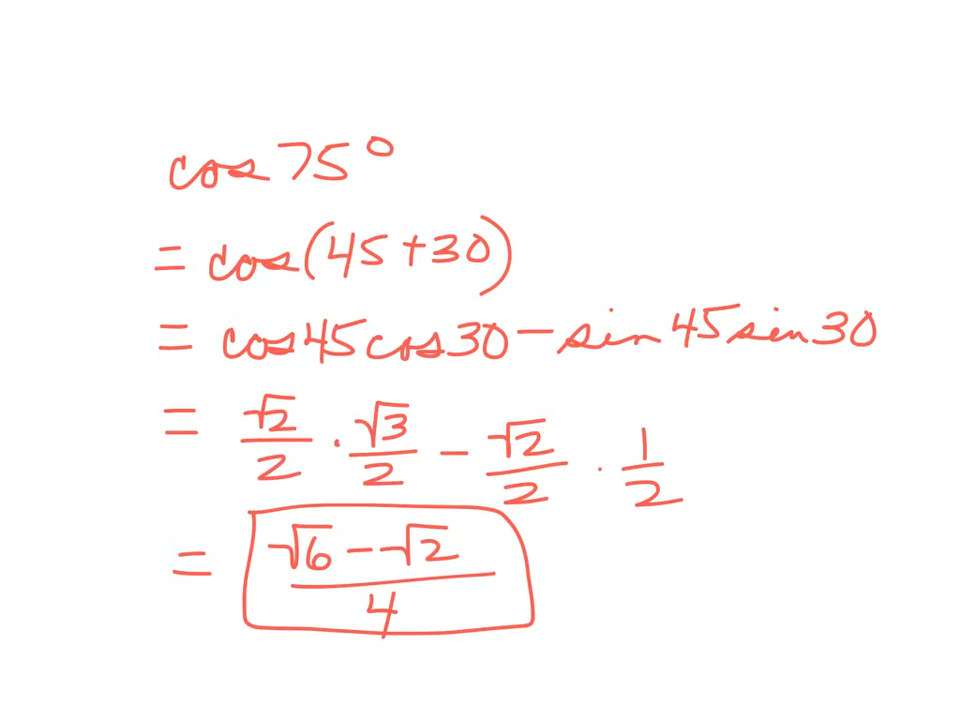 cos 75°
= cos(45+30)
= cos45cos30 - sin45sin30
= √2/2 · √3/2 - √2/2 · 1/2
= (√6 - √2)/4